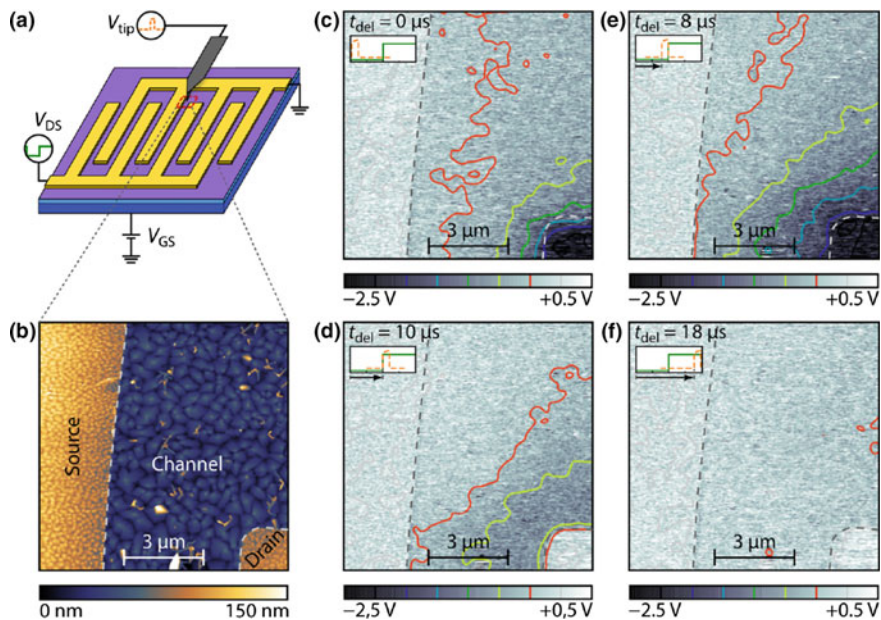 (a)
V_tip
V_DS
V_GS
(b)
Source
Channel
Drain
3 µm
0 nm 150 nm
(c)
t_del = 0 µs
3 µm
−2.5 V +0.5 V
(d)
t_del = 10 µs
3 µm
−2,5 V +0,5 V
(e)
t_del = 8 µs
3 µm
−2.5 V +0.5 V
(f)
t_del = 18 µs
3 µm
−2.5 V +0.5 V